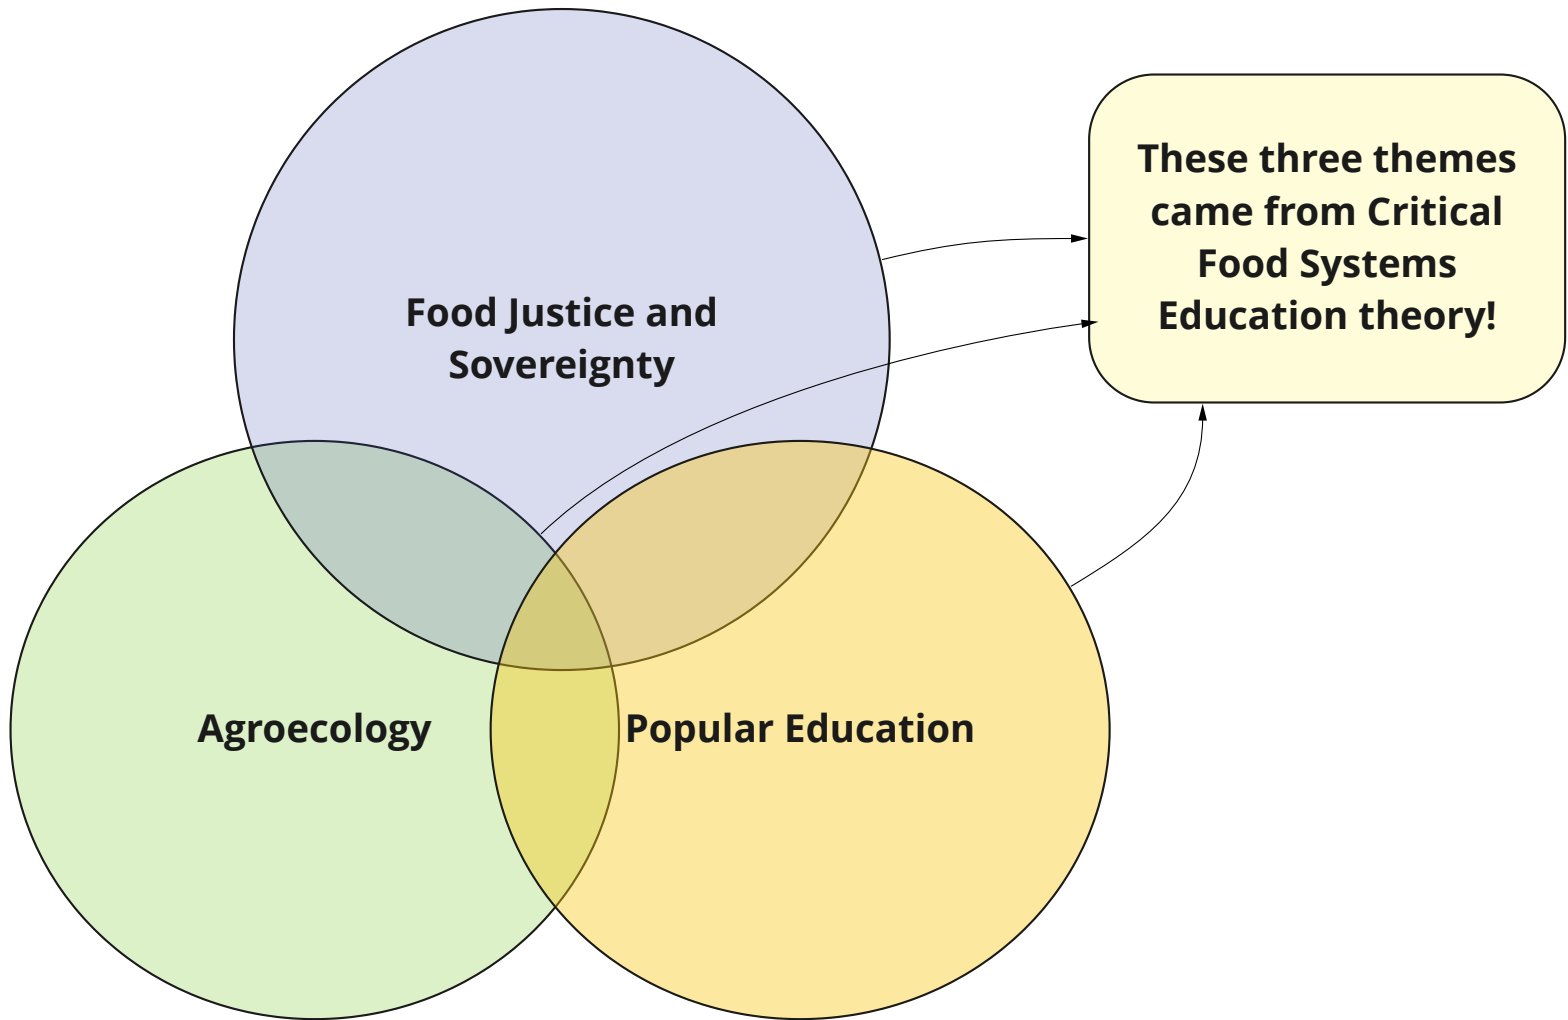 Food Justice and
Sovereignty
These three themes
came from Critical
Food Systems
Education theory!
Agroecology
Popular Education